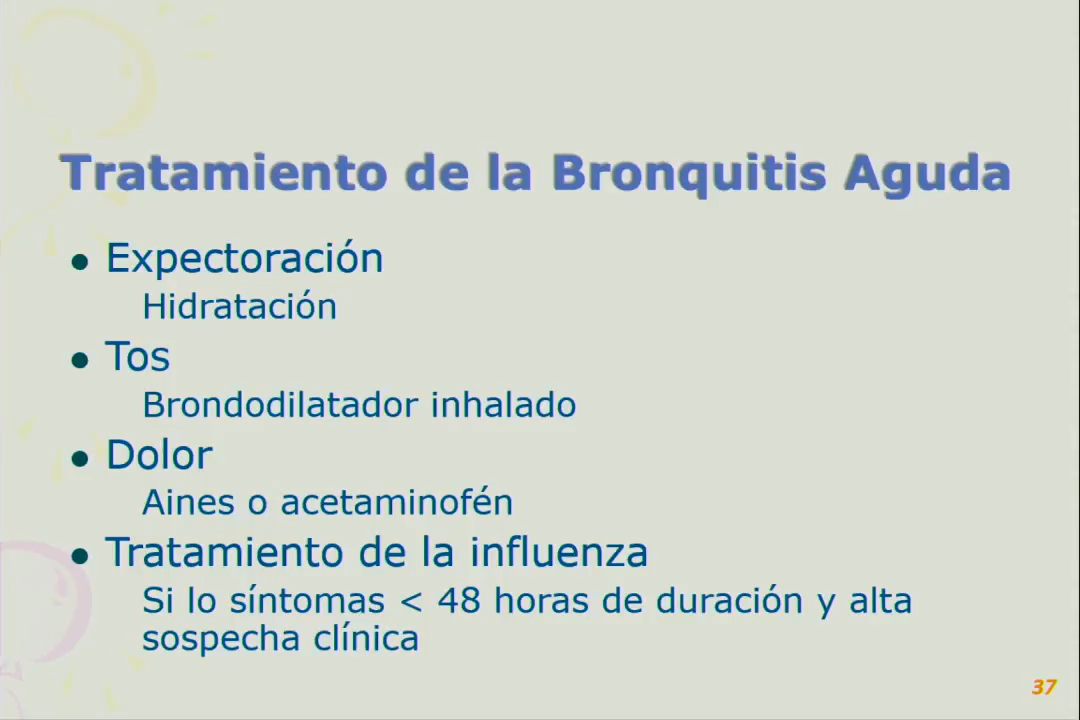 Tratamiento de la Bronquitis Aguda
● Expectoración
Hidratación
● Tos
Brondodilatador inhalado
● Dolor
Aines o acetaminofén
● Tratamiento de la influenza
Si lo síntomas < 48 horas de duración y alta
sospecha clínica
37